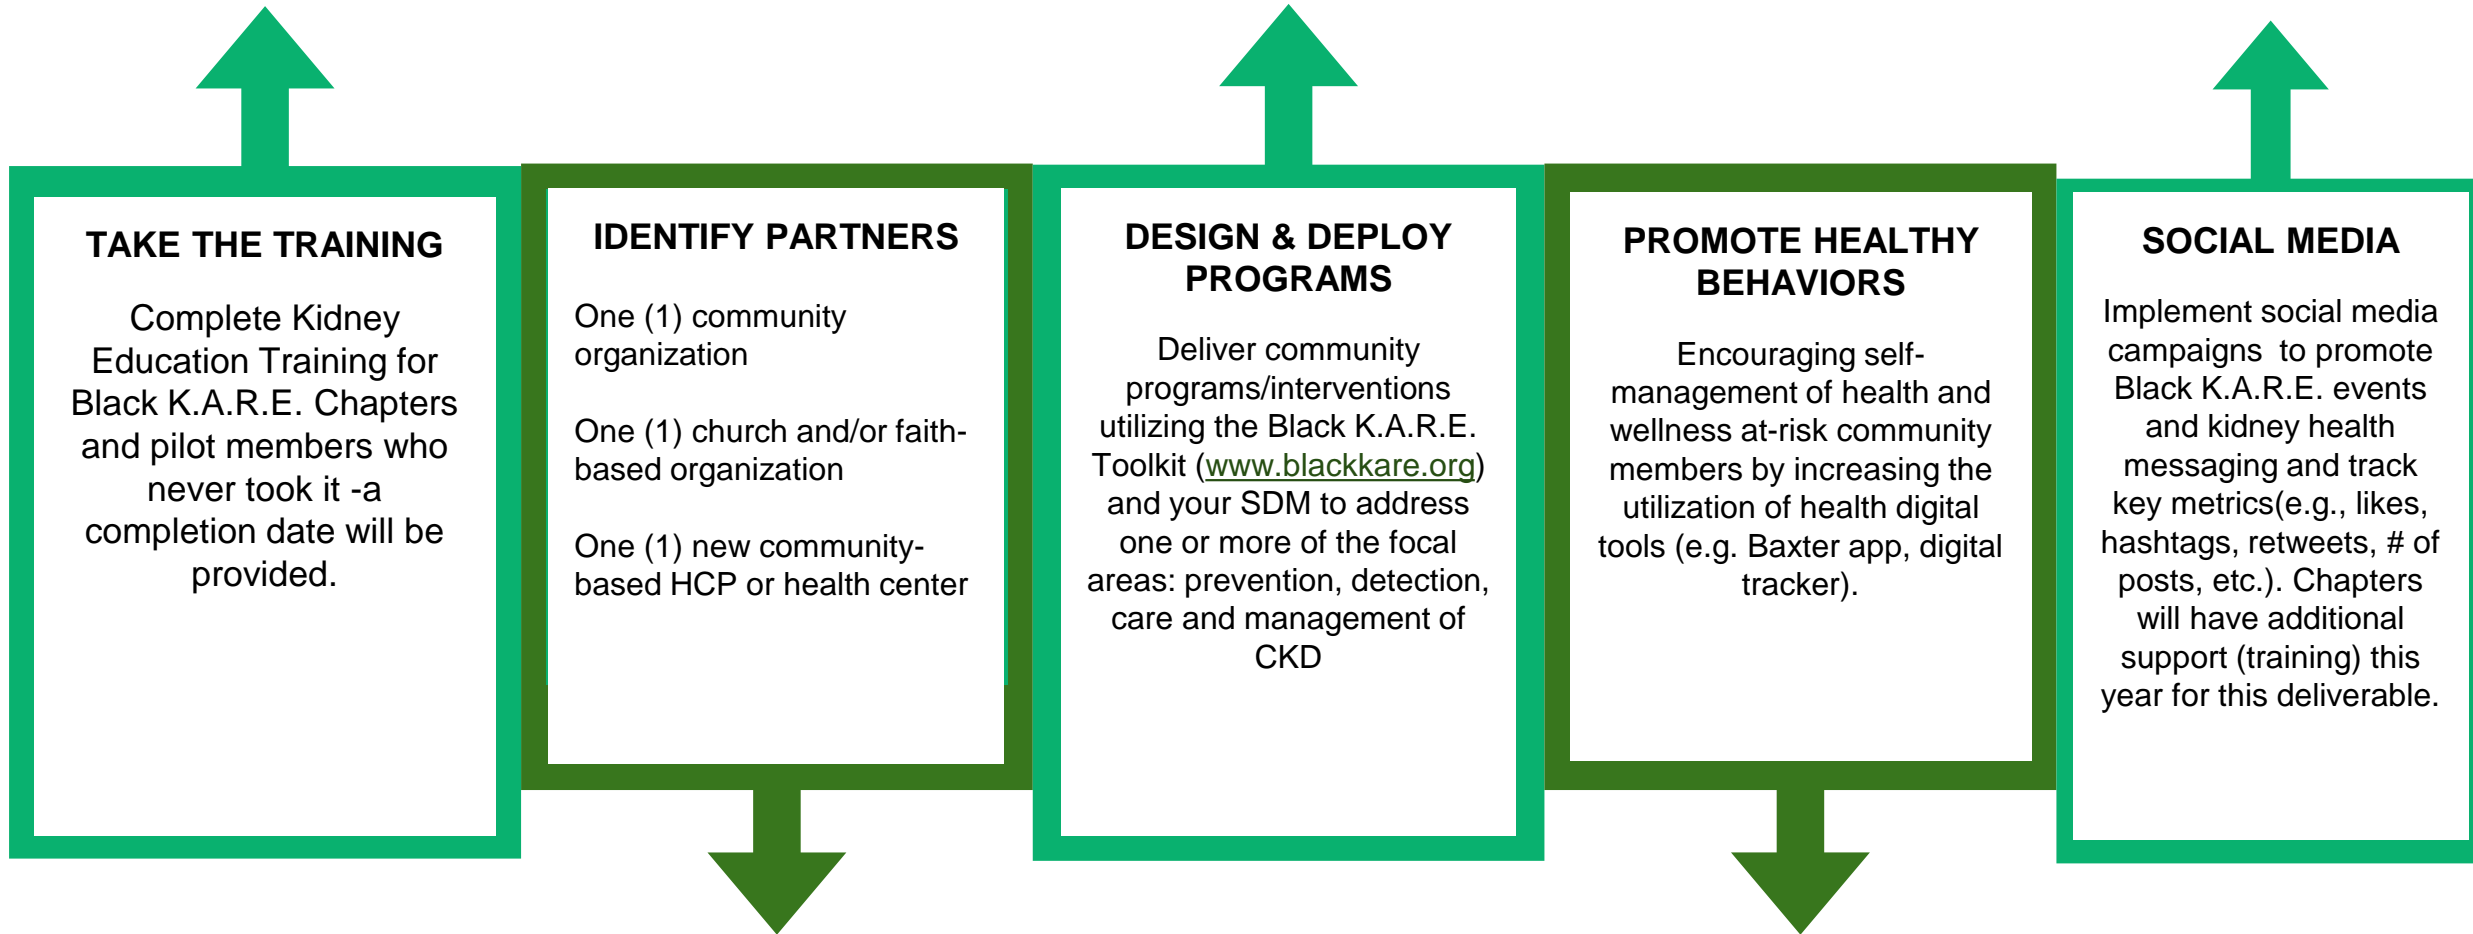 TAKE THE TRAINING
Complete Kidney
Education Training for
Black K.A.R.E. Chapters
and pilot members who
never took it -a
completion date will be
provided.
IDENTIFY PARTNERS
One (1) community
organization
One (1) church and/or faith-
based organization
One (1) new community-
based HCP or health center
DESIGN & DEPLOY
PROGRAMS
Deliver community
programs/interventions
utilizing the Black K.A.R.E.
Toolkit (www.blackkare.org)
and your SDM to address
one or more of the focal
areas: prevention, detection,
care and management of
CKD
PROMOTE HEALTHY
BEHAVIORS
Encouraging self-
management of health and
wellness at-risk community
members by increasing the
utilization of health digital
tools (e.g. Baxter app, digital
tracker).
SOCIAL MEDIA
Implement social media
campaigns  to promote
Black K.A.R.E. events
and kidney health
messaging and track
key metrics(e.g., likes,
hashtags, retweets, # of
posts, etc.). Chapters
will have additional
support (training) this
year for this deliverable.